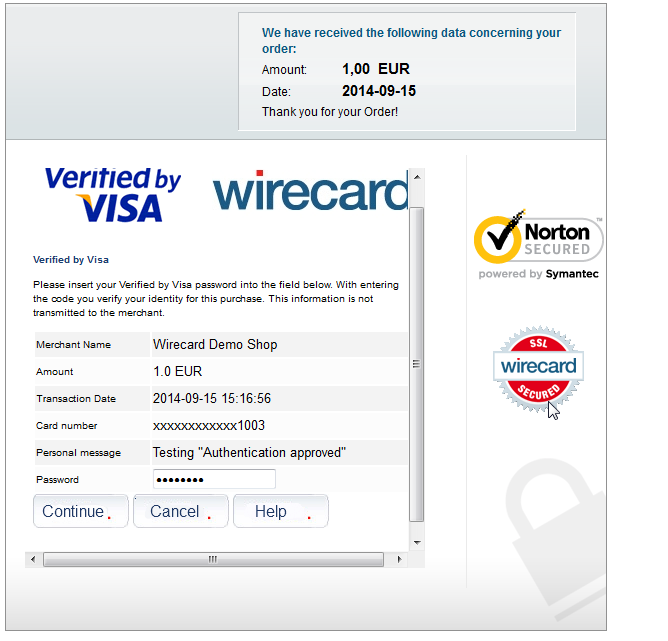 We have received the following data concerning your
order:
Amount: 1,00 EUR
Date: 2014-09-15
Thank you for your Order!
Verified by
VISA
wirecard
Verified by Visa
Please insert your Verified by Visa password into the field below. With entering
the code you verify your identity for this purchase. This information is not
transmitted to the merchant.
Merchant Name Wirecard Demo Shop
Amount 1.0 EUR
Transaction Date 2014-09-15 15:16:56
Card number xxxxxxxxxxxx1003
Personal message Testing "Authentication approved"
Password ••••••••
Continue. Cancel . Help .
Norton™
SECURED
powered by Symantec
SSL
wirecard
SECURED